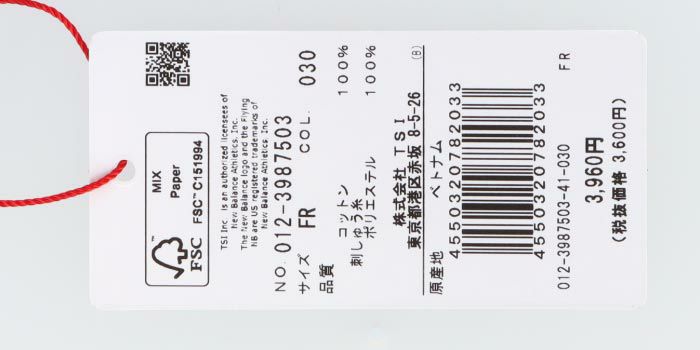 FSC
MIX
Paper
FSC™ C151994
TSI Inc. is an authorized licensees of
New Balance Athletics, Inc.
The New Balance logo and the Flying
NB are US registered trademarks of
New Balance Athletics, Inc.
NO. 012-3987503
サイズ FR COL. 030
品質
コットン 100%
刺しゅう糸
ポリエステル 100%
株式会社 TSI
東京都港区赤坂 8-5-26
(B)
原産地 ベトナム
4550320782033
4550320782033
012-3987503-41-030 FR
3,960円
(税抜価格 3,600円)